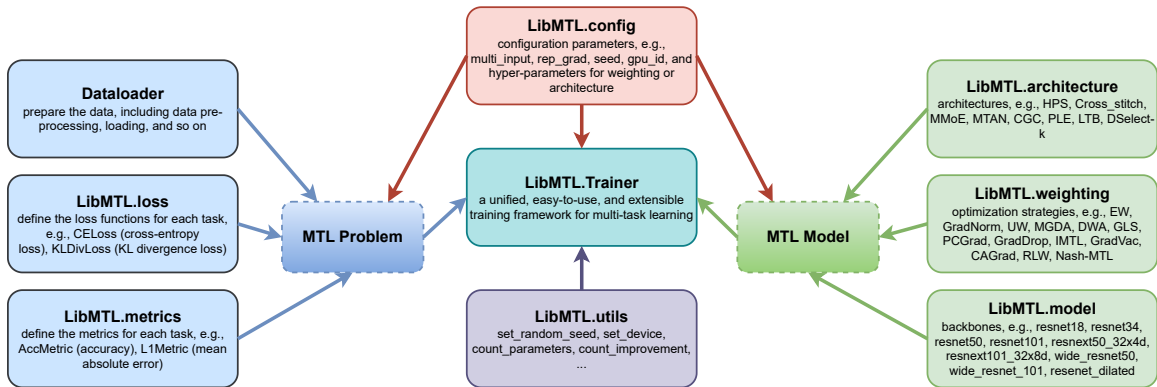 LibMTL.config
configuration parameters, e.g.,
multi_input, rep_grad, seed, gpu_id, and
hyper-parameters for weighting or
architecture
Dataloader
prepare the data, including data pre-
processing, loading, and so on
LibMTL.loss
define the loss functions for each task,
e.g., CELoss (cross-entropy
loss), KLDivLoss (KL divergence loss)
LibMTL.metrics
define the metrics for each task, e.g.,
AccMetric (accuracy), L1Metric (mean
absolute error)
MTL Problem
LibMTL.Trainer
a unified, easy-to-use, and extensible
training framework for multi-task learning
LibMTL.utils
set_random_seed, set_device,
count_parameters, count_improvement,
...
MTL Model
LibMTL.architecture
architectures, e.g., HPS, Cross_stitch,
MMoE, MTAN, CGC, PLE, LTB, DSelect-
k
LibMTL.weighting
optimization strategies, e.g., EW,
GradNorm, UW, MGDA, DWA, GLS,
PCGrad, GradDrop, IMTL, GradVac,
CAGrad, RLW, Nash-MTL
LibMTL.model
backbones, e.g., resnet18, resnet34,
resnet50, resnet101, resnext50_32x4d,
resnext101_32x8d, wide_resnet50,
wide_resnet_101, resenet_dilated